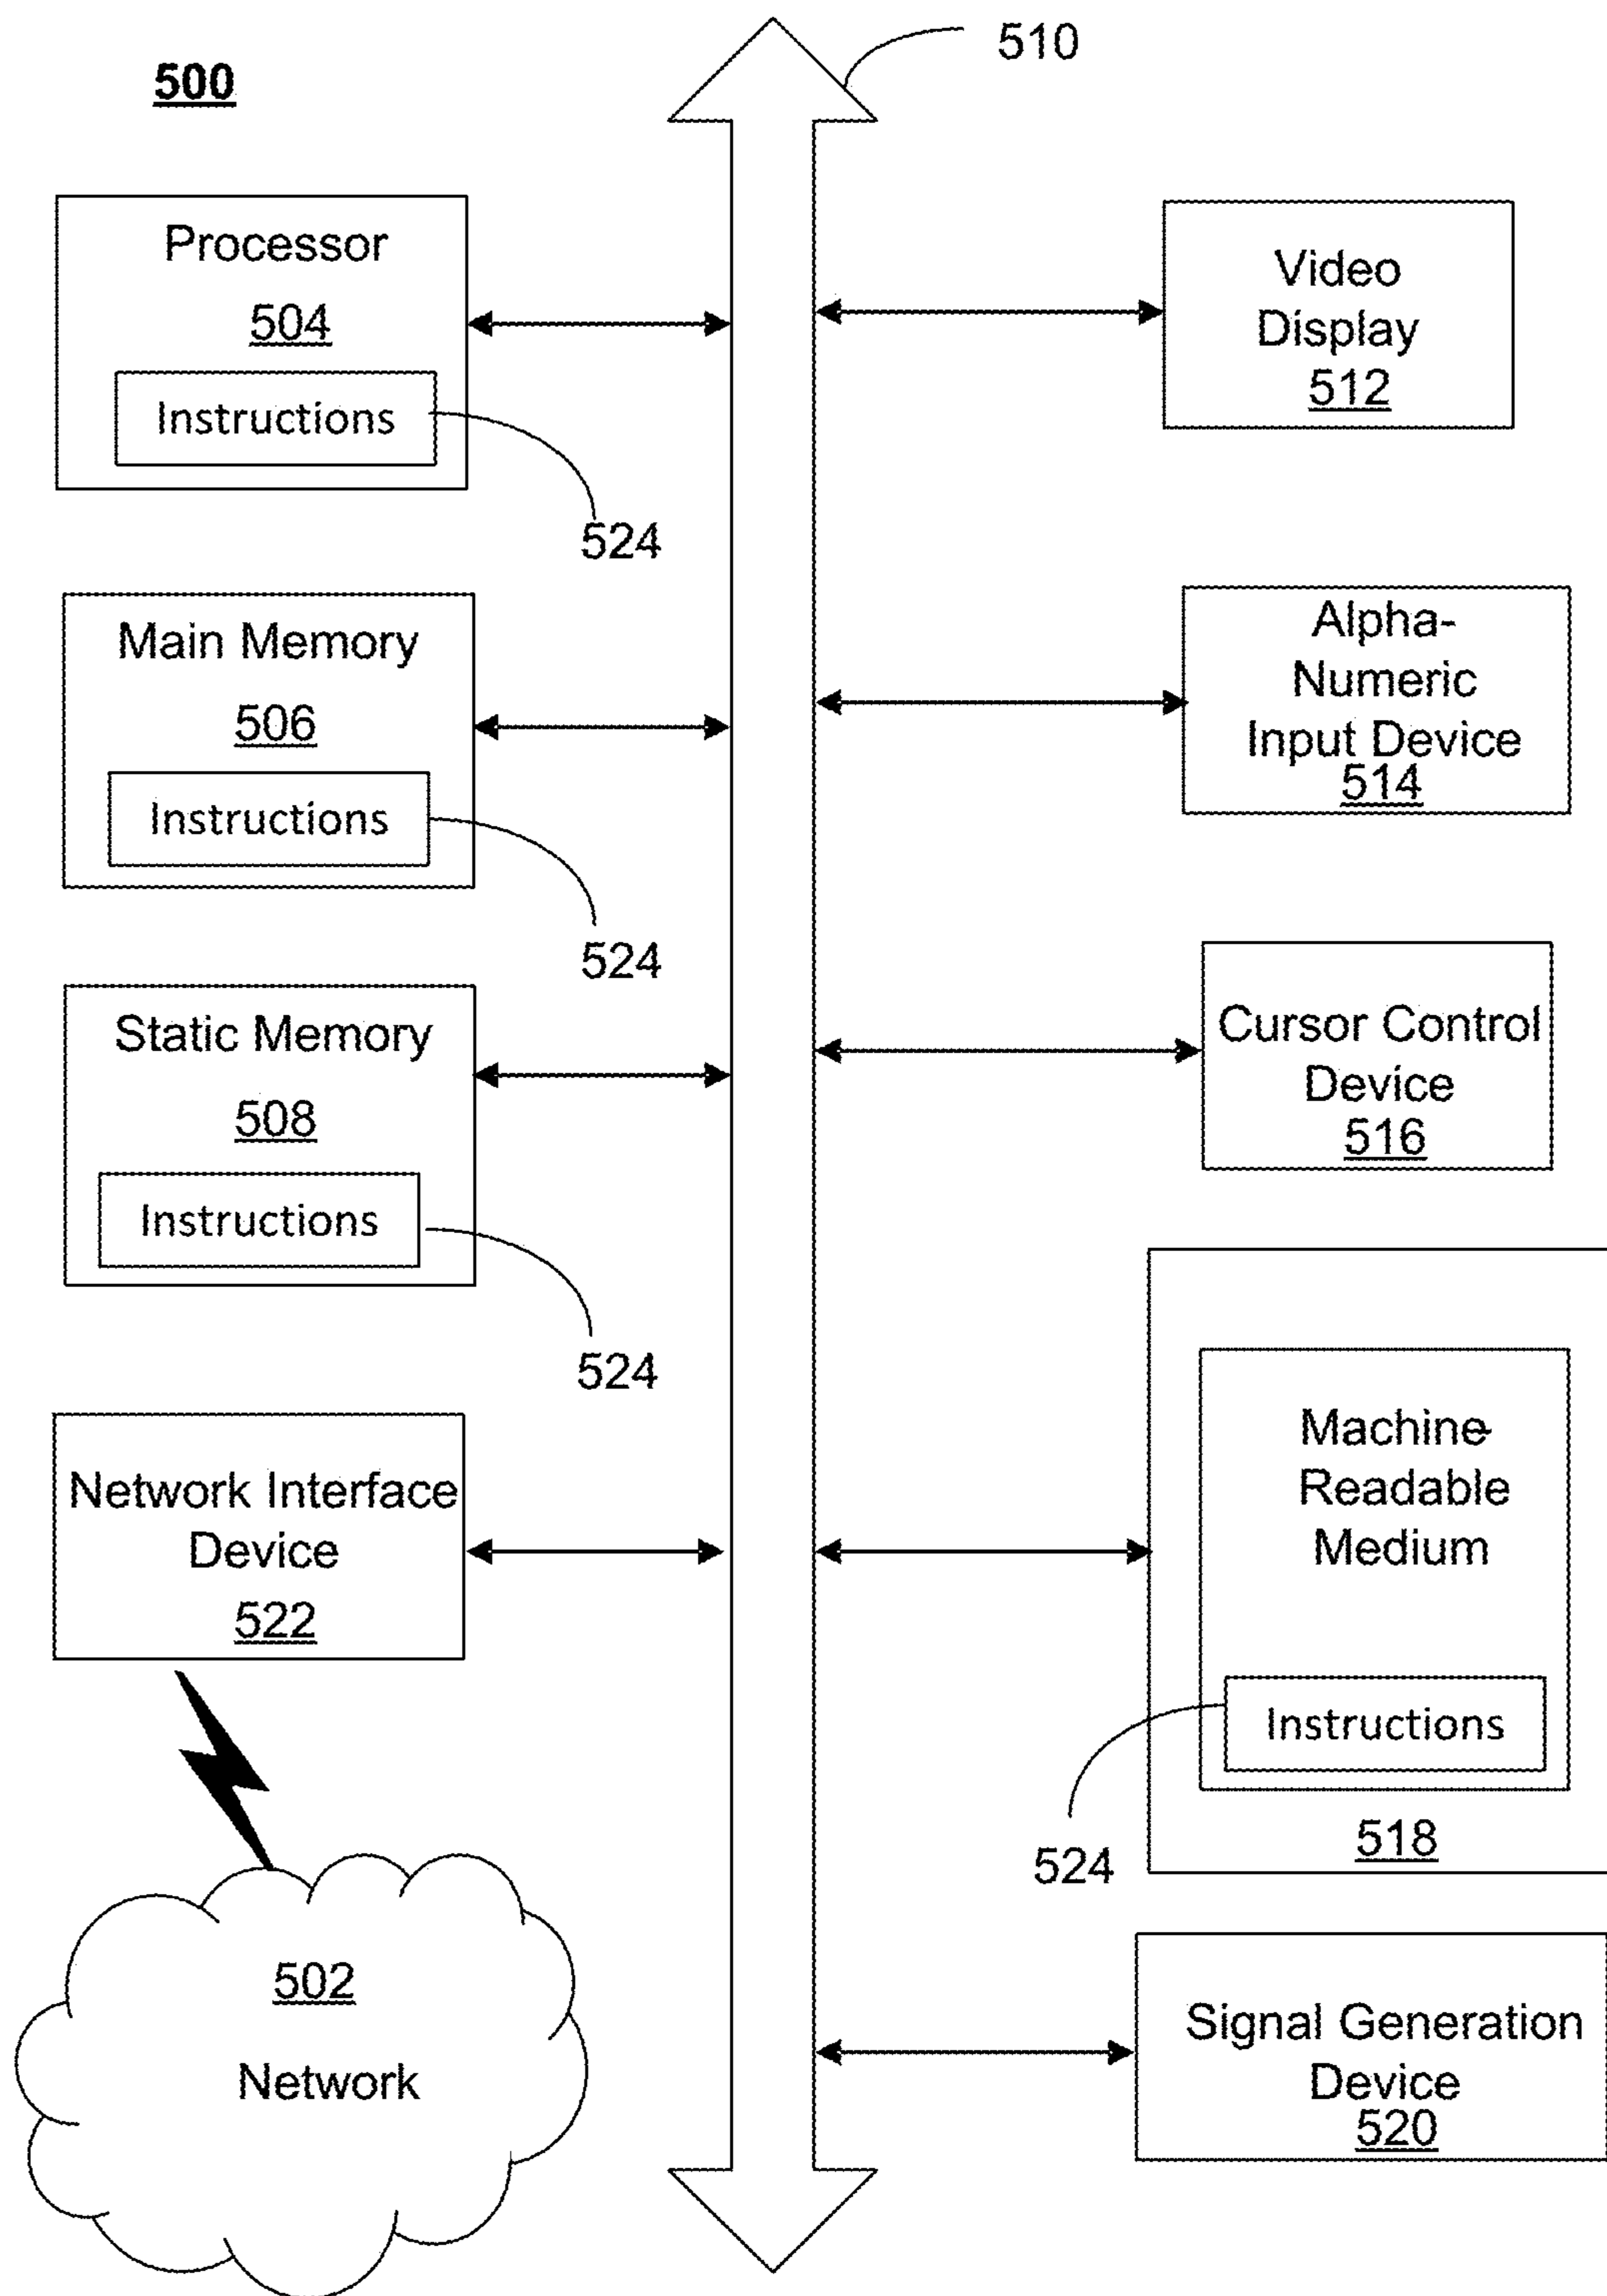 500
510
Processor
504
Instructions
524
Main Memory
506
Instructions
524
Static Memory
508
Instructions
524
Network Interface
Device
522
502
Network
Video
Display
512
Alpha-
Numeric
Input Device
514
Cursor Control
Device
516
Machine-
Readable
Medium
Instructions
524
518
Signal Generation
Device
520